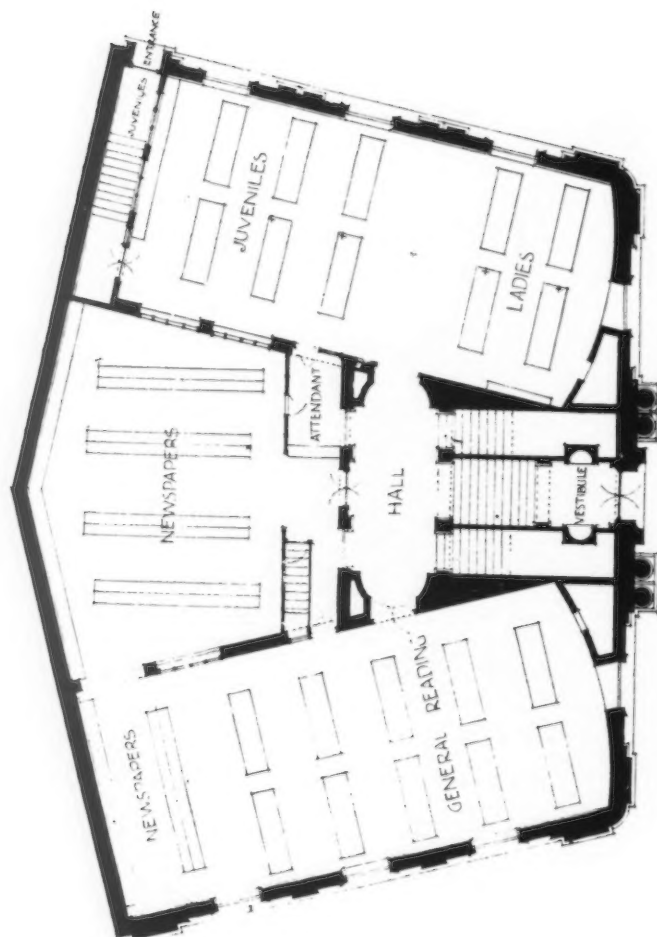 JUVENILES ENTRANCE
JUVENILES
LADIES
NEWSPAPERS
ATTENDANT
HALL
VESTIBULE
NEWSPAPERS
GENERAL READING